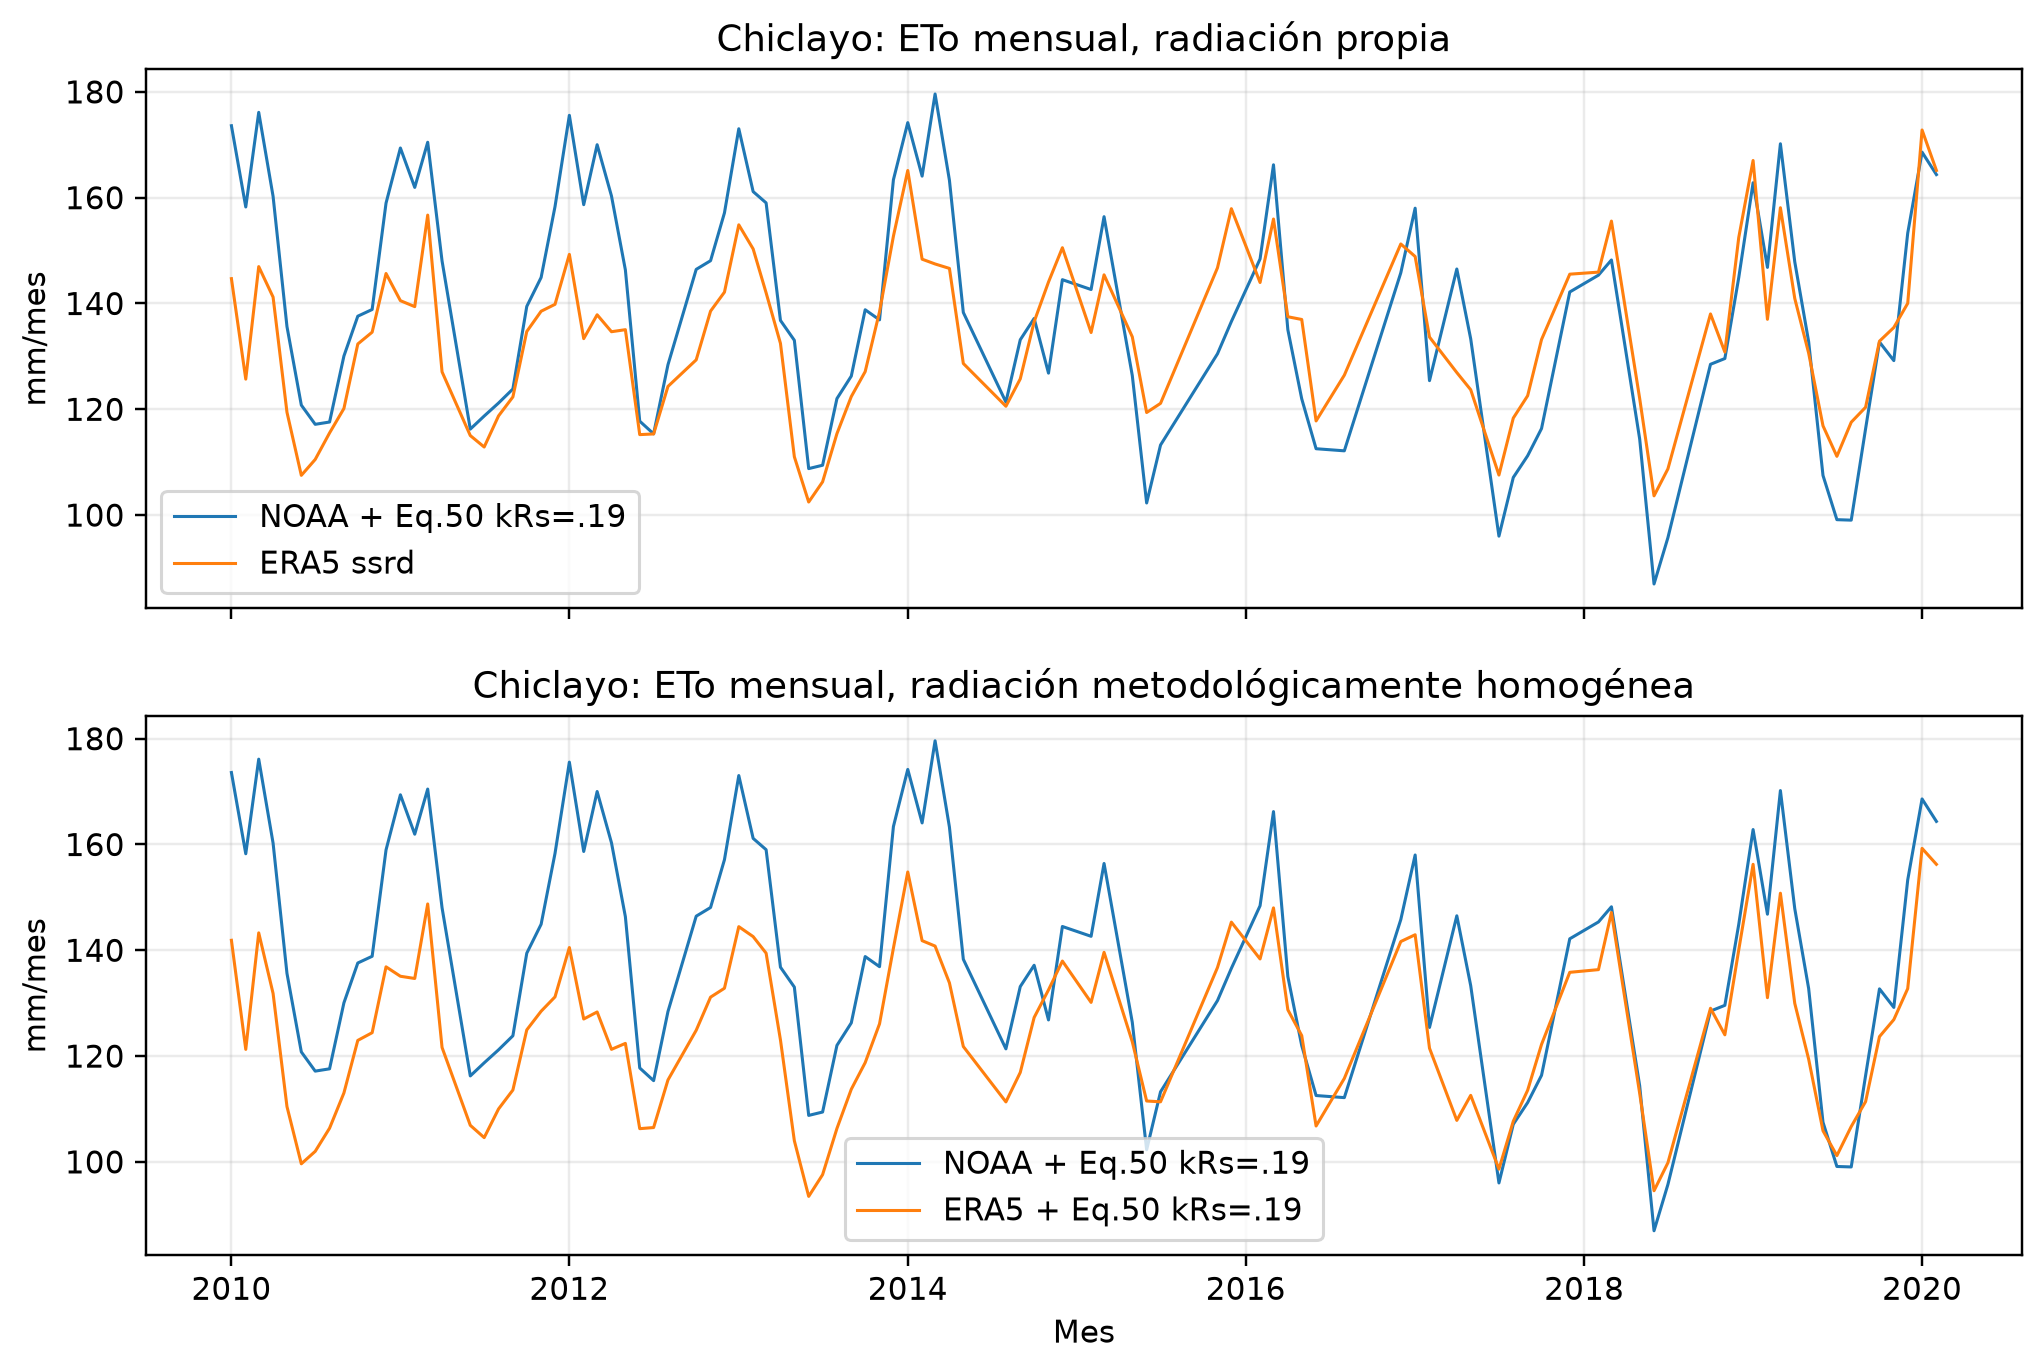 Chiclayo: ETo mensual, radiación propia
mm/mes
180
160
140
120
100
NOAA + Eq.50 kRs=.19
ERA5 ssrd
Chiclayo: ETo mensual, radiación metodológicamente homogénea
mm/mes
180
160
140
120
100
NOAA + Eq.50 kRs=.19
ERA5 + Eq.50 kRs=.19
2010 2012 2014 2016 2018 2020
Mes